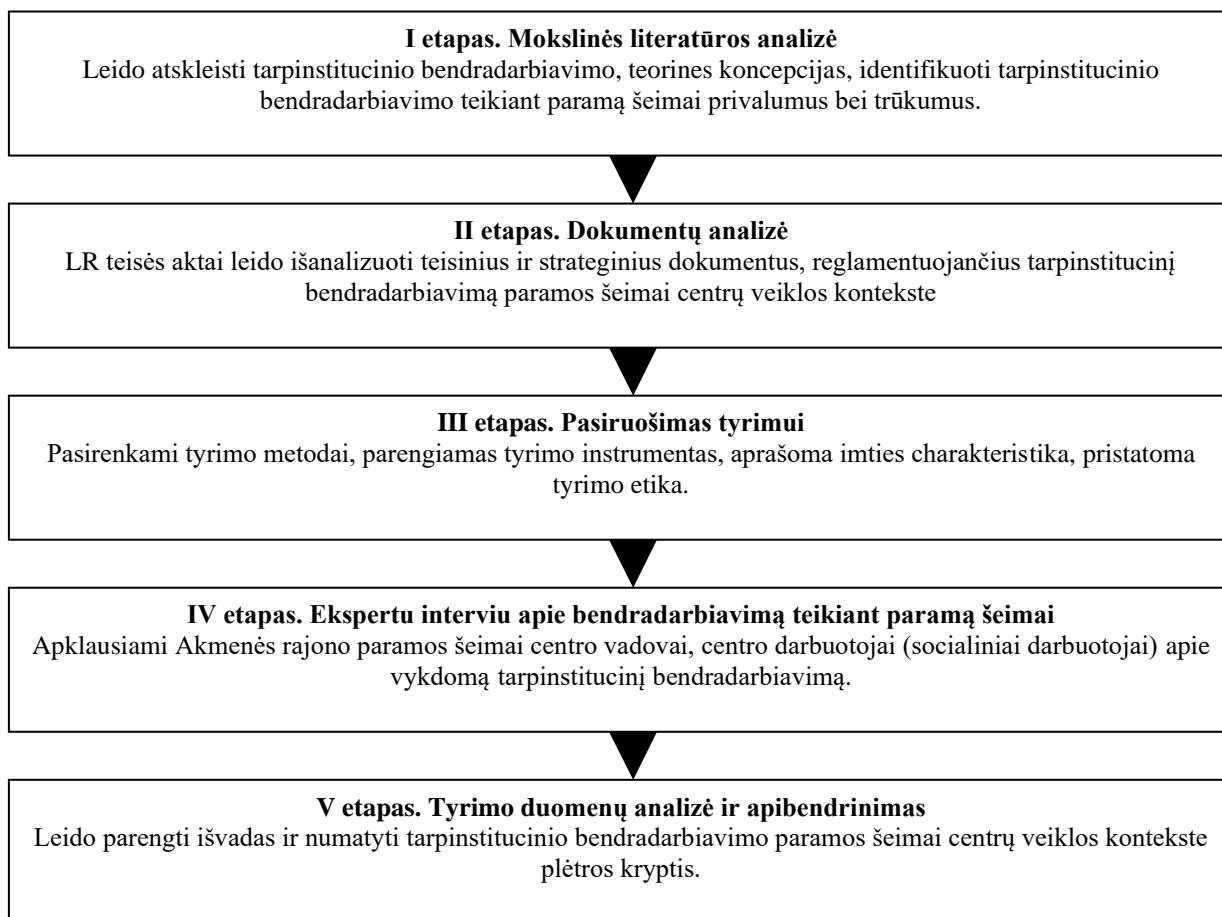 I etapas. Mokslinės literatūros analizė
Leido atskleisti tarpinstitucinio bendradarbiavimo, teorines koncepcijas, identifikuoti tarpinstitucinio
bendradarbiavimo teikiant paramą šeimai privalumus bei trūkumus.
II etapas. Dokumentų analizė
LR teisės aktai leido išanalizuoti teisinius ir strateginius dokumentus, reglamentuojančius tarpinstitucinį
bendradarbiavimą paramos šeimai centrų veiklos kontekste
III etapas. Pasiruošimas tyrimui
Pasirenkami tyrimo metodai, parengiamas tyrimo instrumentas, aprašoma imties charakteristika, pristatoma
tyrimo etika.
IV etapas. Ekspertu interviu apie bendradarbiavimą teikiant paramą šeimai
Apklausiami Akmenės rajono paramos šeimai centro vadovai, centro darbuotojai (socialiniai darbuotojai) apie
vykdomą tarpinstitucinį bendradarbiavimą.
V etapas. Tyrimo duomenų analizė ir apibendrinimas
Leido parengti išvadas ir numatyti tarpinstitucinio bendradarbiavimo paramos šeimai centrų veiklos kontekste
plėtros kryptis.